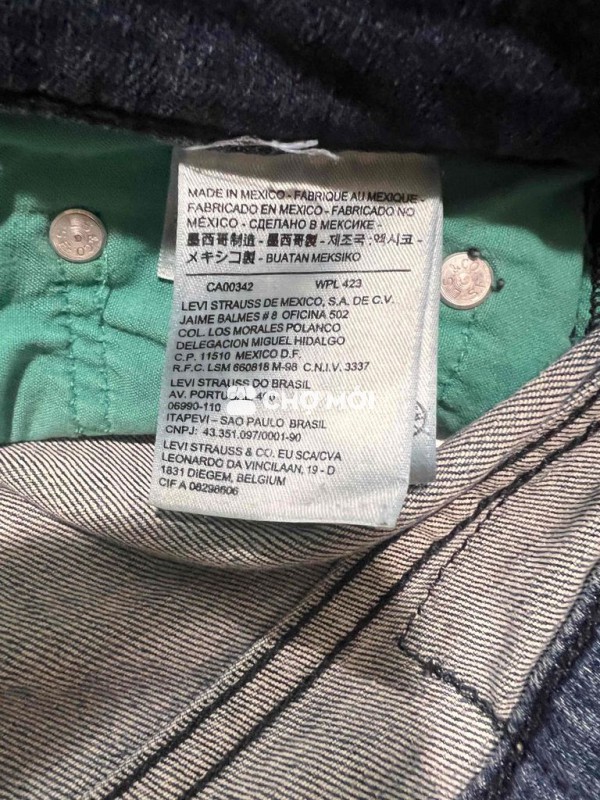 MADE IN MEXICO - FABRIQUE AU MEXIQUE -
FABRICADO EN MEXICO - FABRICADO NO
MÉXICO - СДЕЛАНО В МЕКСИКЕ -
墨西哥制造 - 墨西哥製 - 제조국 :멕시코 -
メキシコ製 - BUATAN MEKSIKO
CA00342 WPL 423
LEVI STRAUSS DE MEXICO, S.A. DE C.V.
JAIME BALMES # 8 OFICINA 502
COL. LOS MORALES POLANCO
DELEGACION MIGUEL HIDALGO
C.P. 11510 MEXICO D.F.
R.F.C. LSM 660818 M-98 C.N.I.V. 3337
LEVI STRAUSS DO BRASIL
AV. 
06990-110
CHỢ MỚI
ITAPEVI – SAO PAULO BRASIL
CNPJ: 43.351.097/0001-90
LEVI STRAUSS & CO. EU SCA/CVA
LEONARDO DA VINCILAAN, 19 - D
1831 DIEGEM, BELGIUM
CIF A 08298606